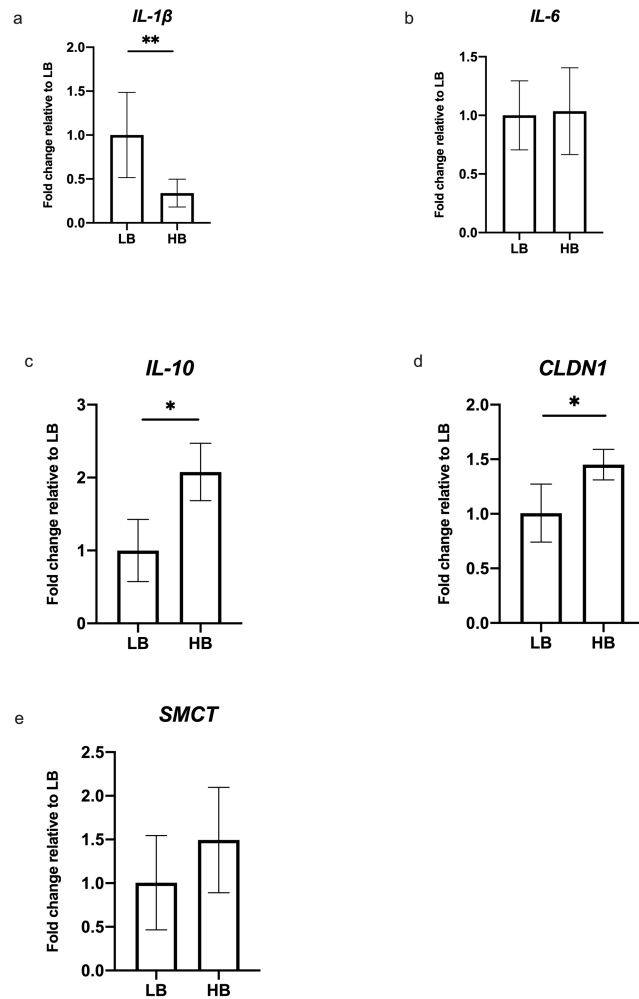 a
IL-1β
**
Fold change relative to LB
2.0
1.5
1.0
0.5
0.0
LB HB
b
IL-6
Fold change relative to LB
1.5
1.0
0.5
0.0
LB HB
c
IL-10
*
Fold change relative to LB
3
2
1
0
LB HB
d
CLDN1
*
Fold change relative to LB
2.0
1.5
1.0
0.5
0.0
LB HB
e
SMCT
Fold change relative to LB
2.5
2.0
1.5
1.0
0.5
0.0
LB HB